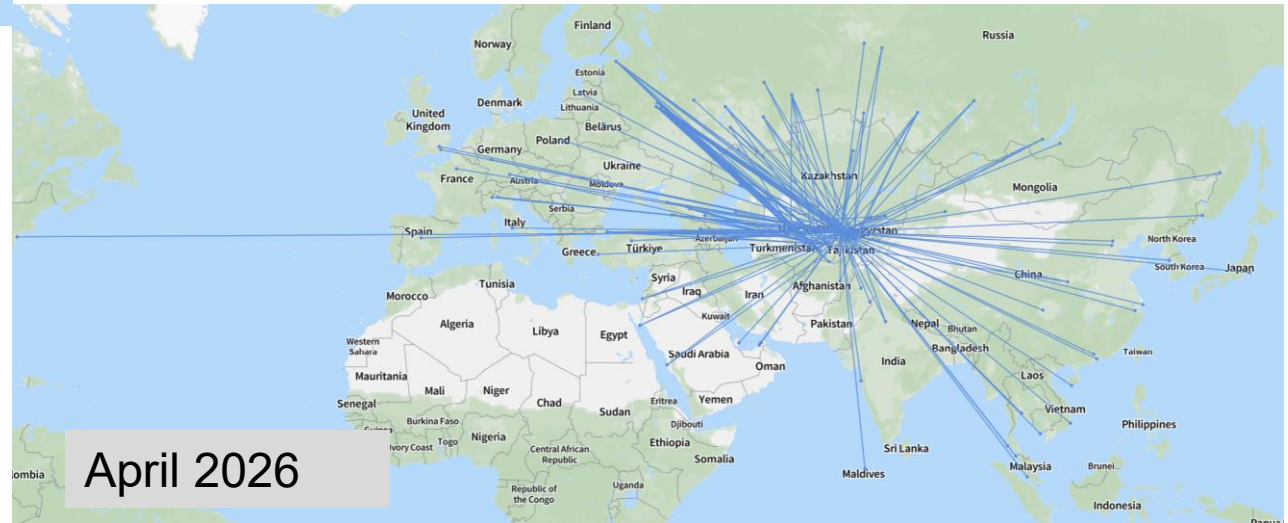 Finland
Russia
Norway
Estonia
Latvia
Denmark
Lithuania
United
Kingdom
Belarus
Poland
Germany
Ukraine
Kazakhstan
France
Austria
Moldova
Mongolia
Serbia
Italy
Spain
North Korea
Azerbaijan
Türkiye
Turkmenistan
Tajikistan
Greece
South Korea
Japan
China
Syria
Tunisia
Afghanistan
Iraq
Iran
Morocco
Kuwait
Pakistan
Nepal
Bhutan
Algeria
Libya
Egypt
Western
Sahara
Bangladesh
Taiwan
Saudi Arabia
India
Oman
Laos
Mauritania
Mali
Niger
Chad
Yemen
Senegal
Eritrea
Sudan
Vietnam
Burkina Faso
Djibouti
Philippines
Togo
Nigeria
Ivory Coast
Central African
Republic
Ethiopia
Sri Lanka
Somalia
Malaysia
Brunei
Maldives
April 2026
Uganda
Republic of
the Congo
Indonesia